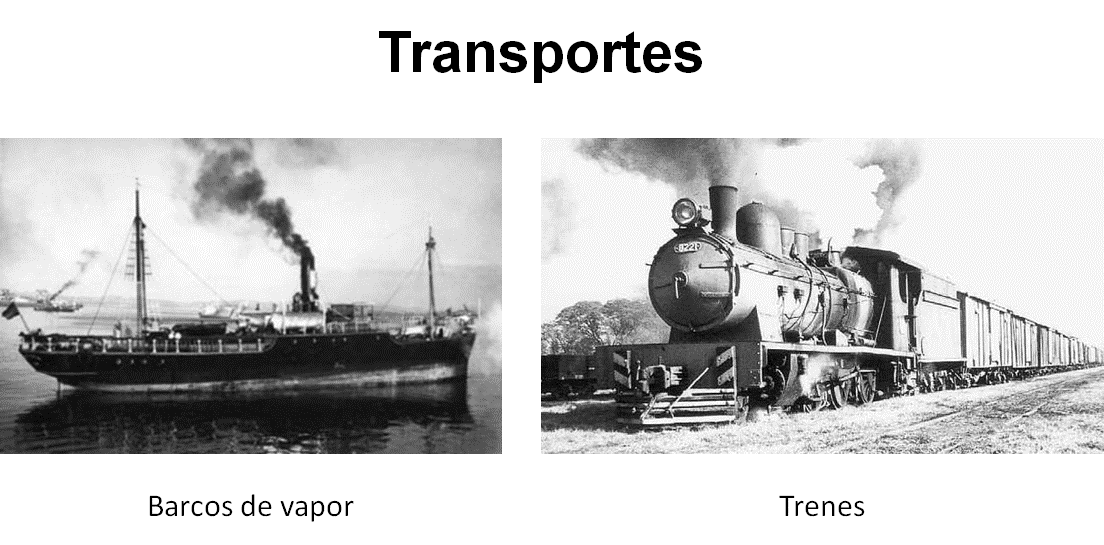 Transportes
Barcos de vapor
Trenes